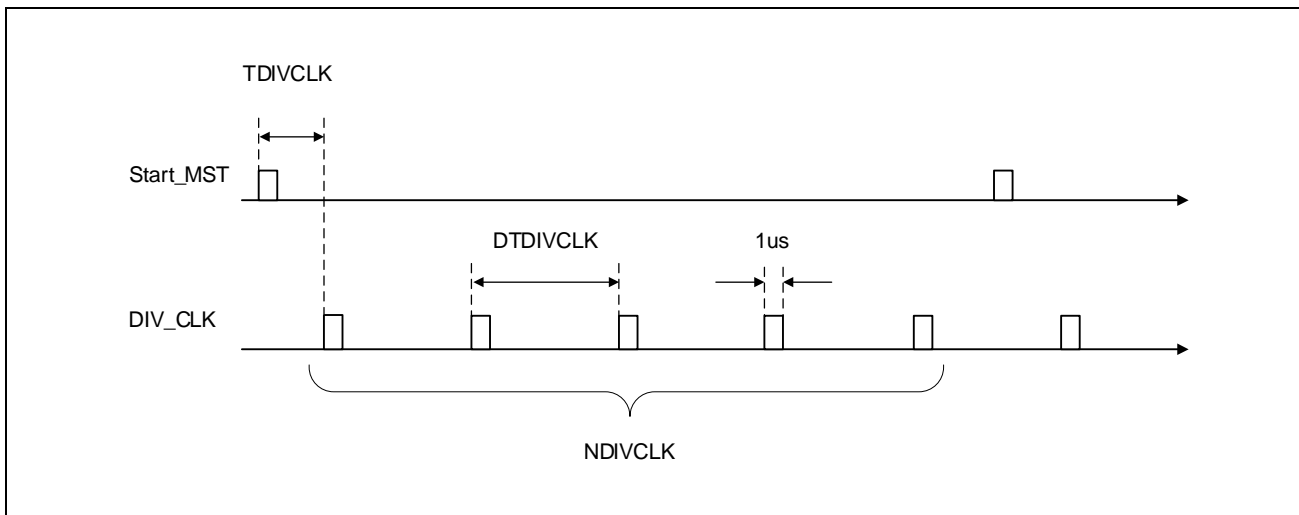 TDIVCLK
Start_MST
DTDIVCLK
1us
DIV_CLK
NDIVCLK